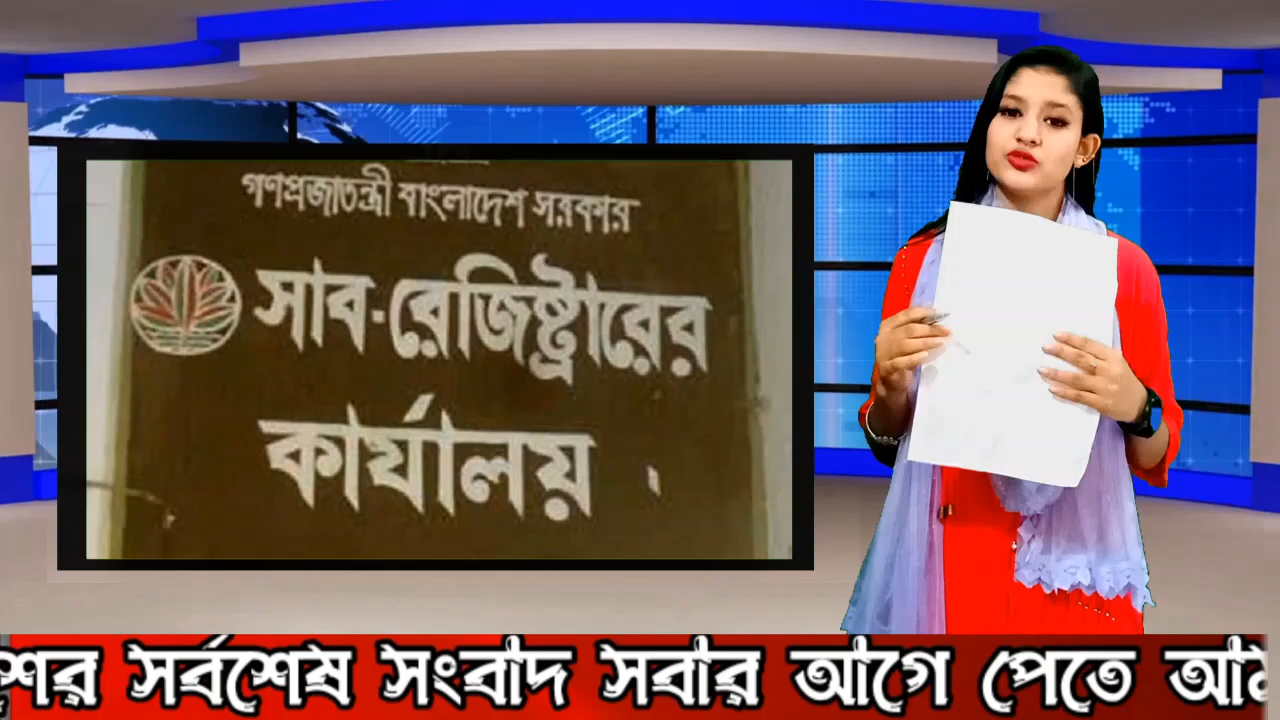 গণপ্রজাতন্ত্রী বাংলাদেশ সরকার
সাব-রেজিষ্ট্রারের
কার্যালয়
সর্বশেষ সংবাদ সবার আগে পেতে